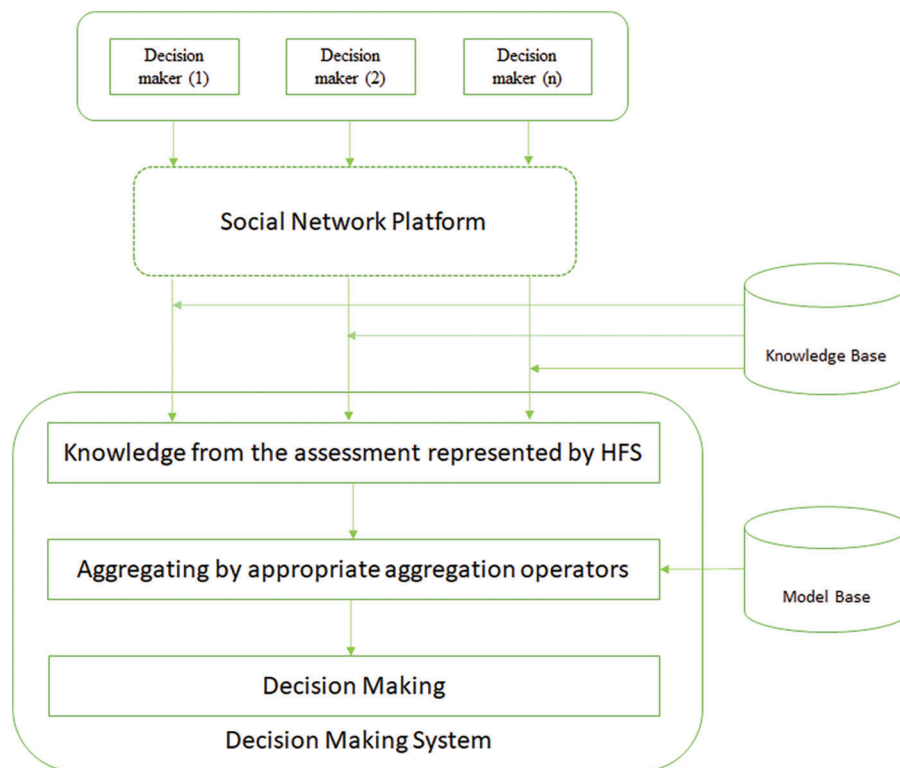 Decision
maker (1)
Decision
maker (2)
Decision
maker (n)
Social Network Platform
Knowledge Base
Knowledge from the assessment represented by HFS
Aggregating by appropriate aggregation operators
Model Base
Decision Making
Decision Making System